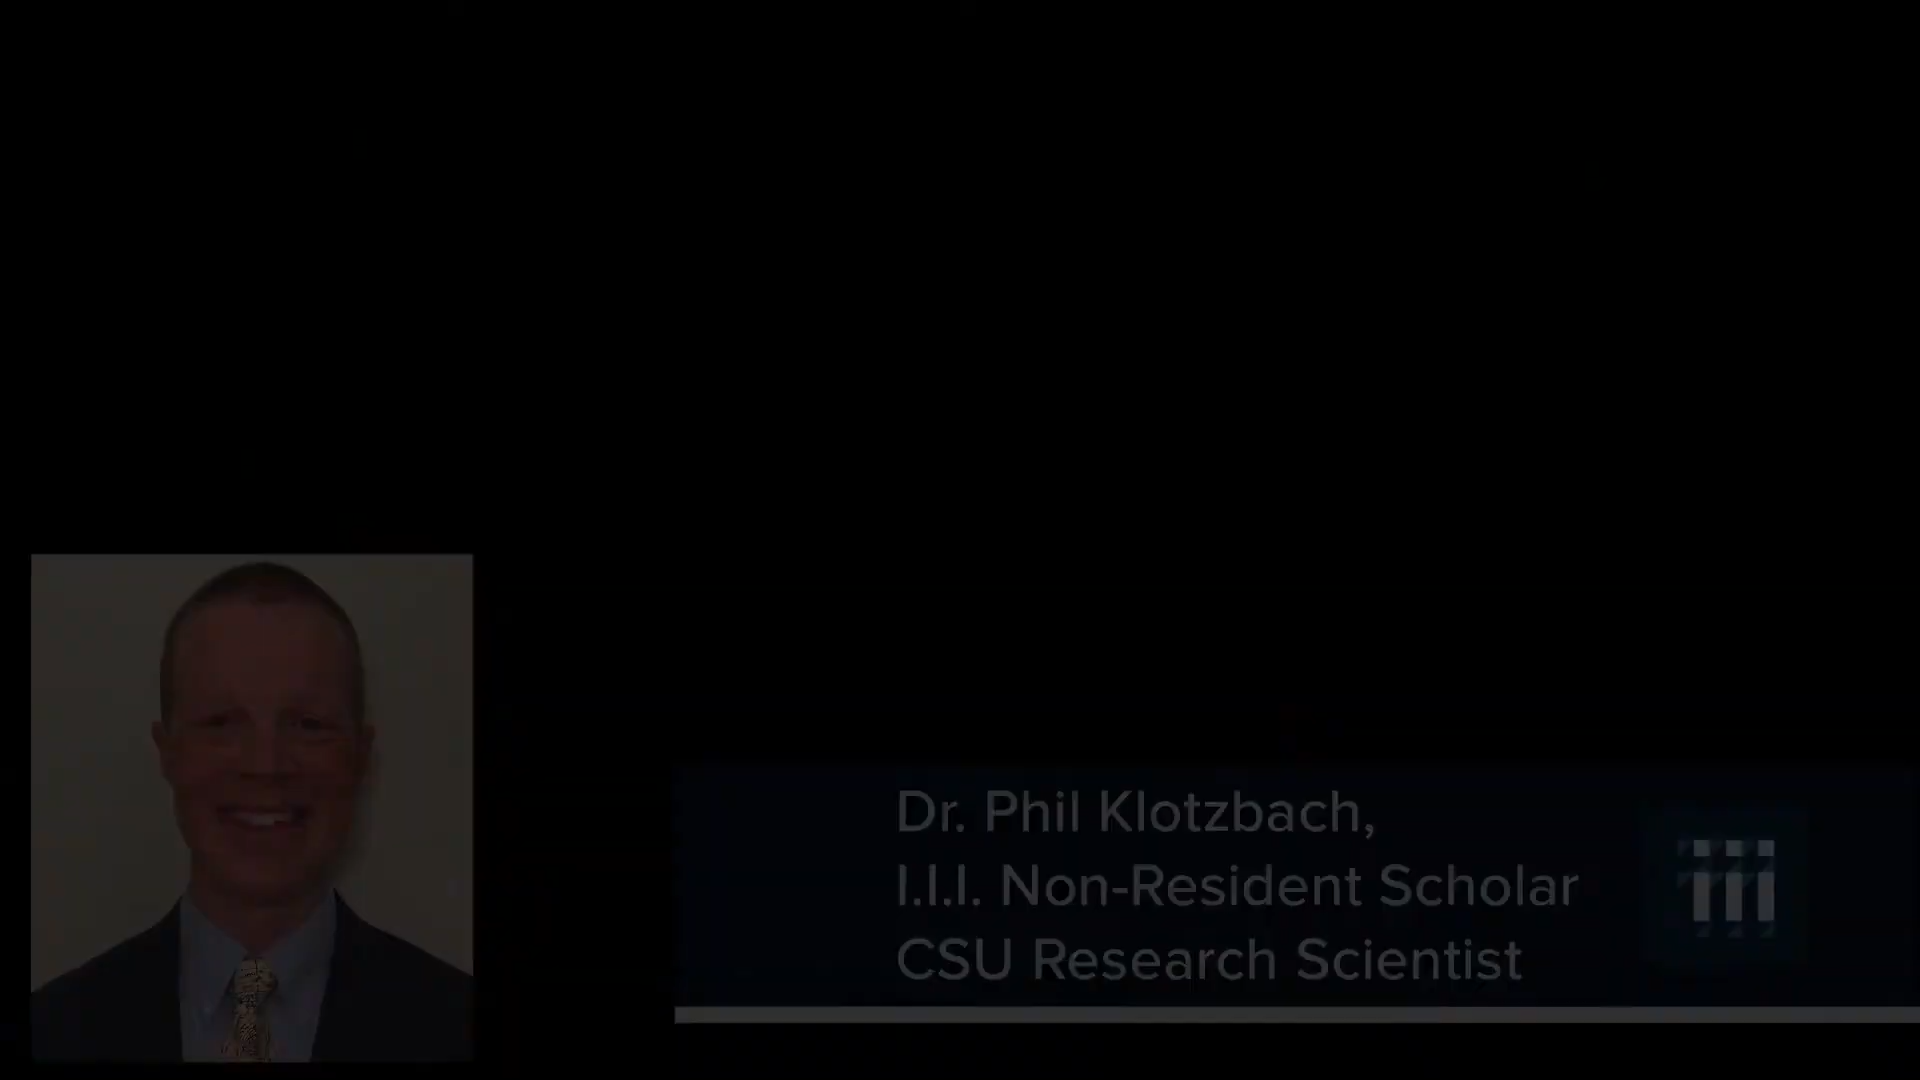 Dr. Phil Klotzbach,
I.I.I. Non-Resident Scholar
CSU Research Scientist
iii